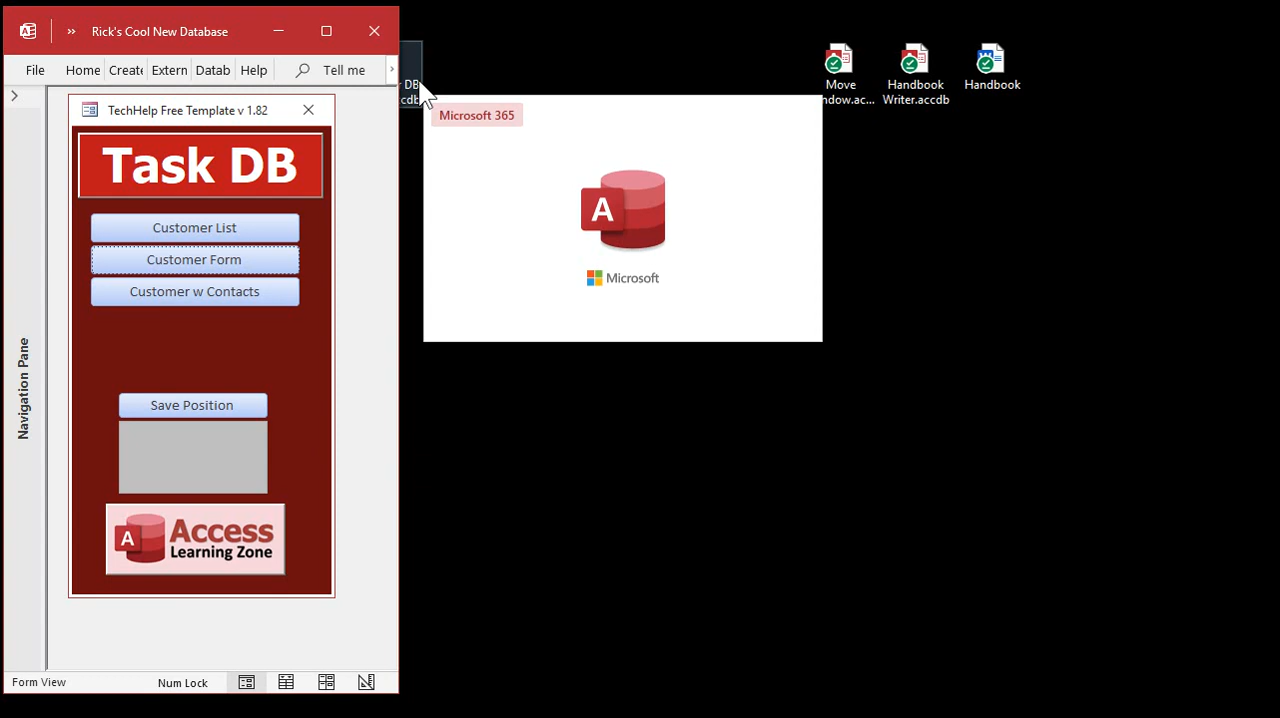 Rick's Cool New Database
File Home Create Extern Datab Help Tell me
TechHelp Free Template v 1.82
Task DB
Customer List
Customer Form
Customer w Contacts
Save Position
A Access
Learning Zone
Navigation Pane
Form View
Num Lock
DB
Microsoft 365
A
Microsoft
Move
Handbook
Writer.accdb
Handbook